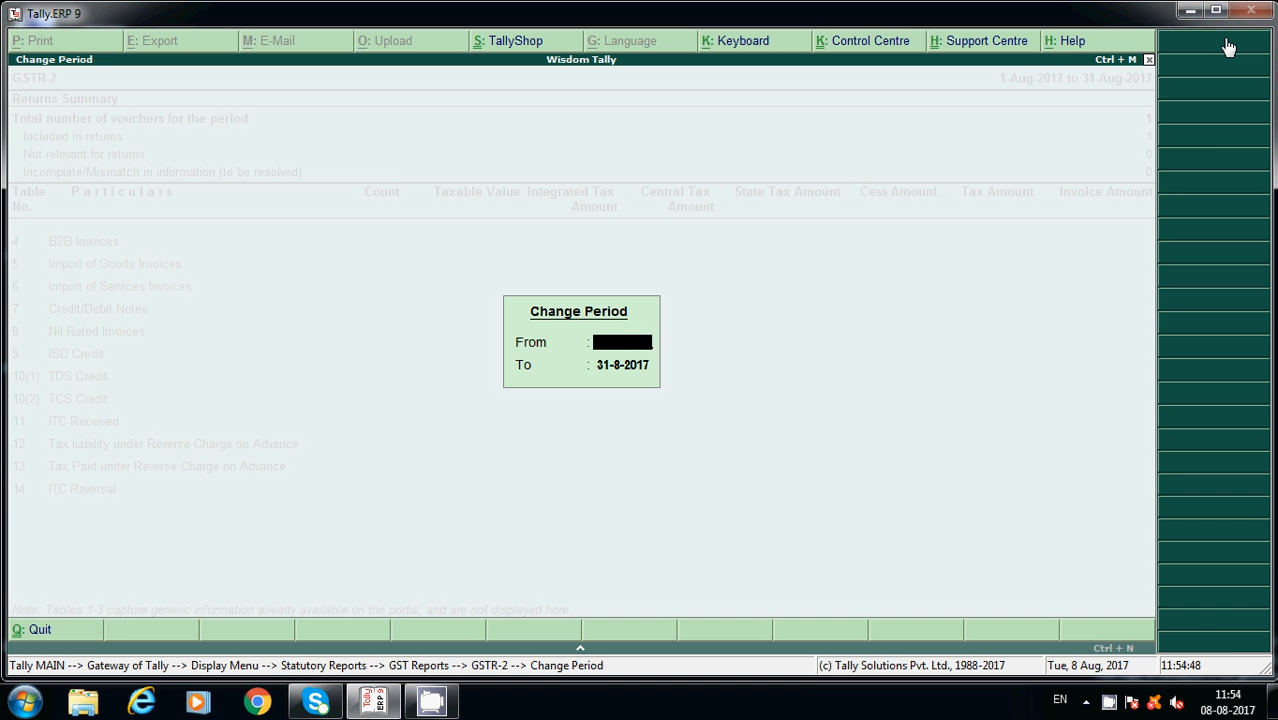 Tally.ERP 9
P: Print E: Export M: E-Mail O: Upload S: TallyShop G: Language K: Keyboard K: Control Centre H: Support Centre H: Help
Change Period Wisdom Tally Ctrl + M
GSTR-2 1-Aug-2017 to 31-Aug-2017
Returns Summary
Total number of vouchers for the period 1
Included in returns 1
Not relevant for returns 0
Incomplete/Mismatch in information (to be resolved) 0
Table Particulars Count Taxable Value Integrated Tax Central Tax State Tax Amount Cess Amount Tax Amount Invoice Amount
No. Amount Amount
4 B2B Invoices
5 Import of Goods Invoices
6 Import of Services Invoices
7 Credit/Debit Notes
8 Nil Rated Invoices
9 ISD Credit
10(1) TDS Credit
10(2) TCS Credit
11 ITC Received
12 Tax liability under Reverse Charge on Advance
13 Tax Paid under Reverse Charge on Advance
14 ITC Reversal
Change Period
From :
To : 31-8-2017
Note: Tables 1-3 capture generic information already available on the portal, and are not displayed here.
Q: Quit
Ctrl + N
Tally MAIN --> Gateway of Tally --> Display Menu --> Statutory Reports --> GST Reports --> GSTR-2 --> Change Period (c) Tally Solutions Pvt. Ltd., 1988-2017 Tue, 8 Aug, 2017 11:54:48
Tally ERP 9
EN 11:54
08-08-2017